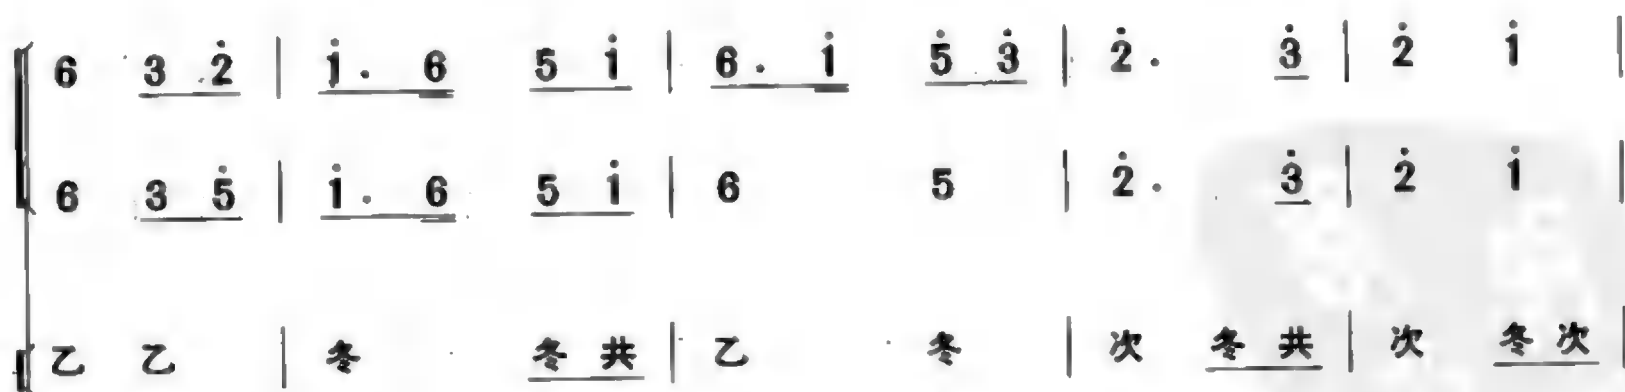 6 3 2̇ | 1̇. 6 5 1̇ | 6. 1̇ 5̇ 3̇ | 2̇. 3̇ | 2̇ 1̇ |
6 3 5̇ | 1̇. 6 5 1̇ | 6 5 | 2̇. 3̇ | 2̇ 1̇ |
乙 乙 | 冬 冬 共 | 乙 冬 | 次 冬 共 | 次 冬 次 |